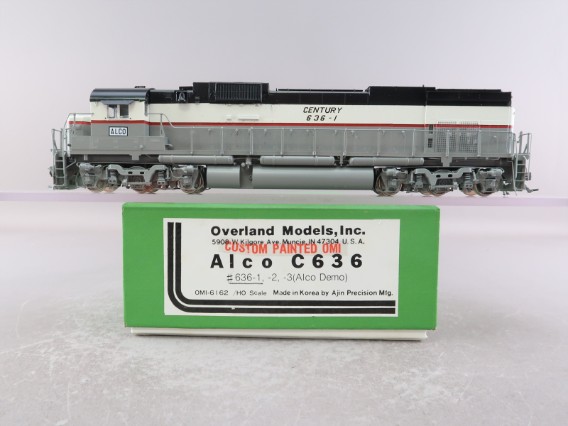 CENTURY
636-1
ALCO
Overland Models, Inc.
5908 W. Kilgore Ave. Muncie, IN 47304 U.S.A.
CUSTOM PAINTED OMI
Alco C636
#636-1, -2, -3(Alco Demo)
OMI-6162 /HO Scale Made in Korea by Ajin Precision Mfg.